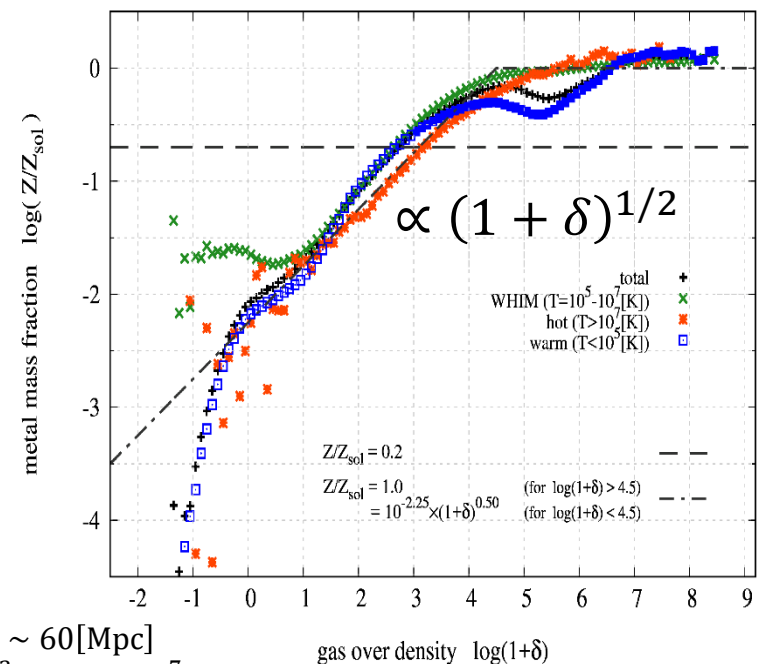 0
-1
-2
-3
-4
metal mass fraction log( Z/Z_sol )
∝ (1 + δ)^{1/2}
total
WHIM (T=10^5-10^7[K])
hot (T>10^7[K])
warm (T<10^5[K])
Z/Z_sol = 0.2
Z/Z_sol = 1.0 (for log(1+δ) > 4.5)
= 10^{-2.25}×(1+δ)^{0.50} (for log(1+δ) < 4.5)
-2 -1 0 1 2 3 4 5 6 7 8 9
~ 60[Mpc]
gas over density log(1+δ)